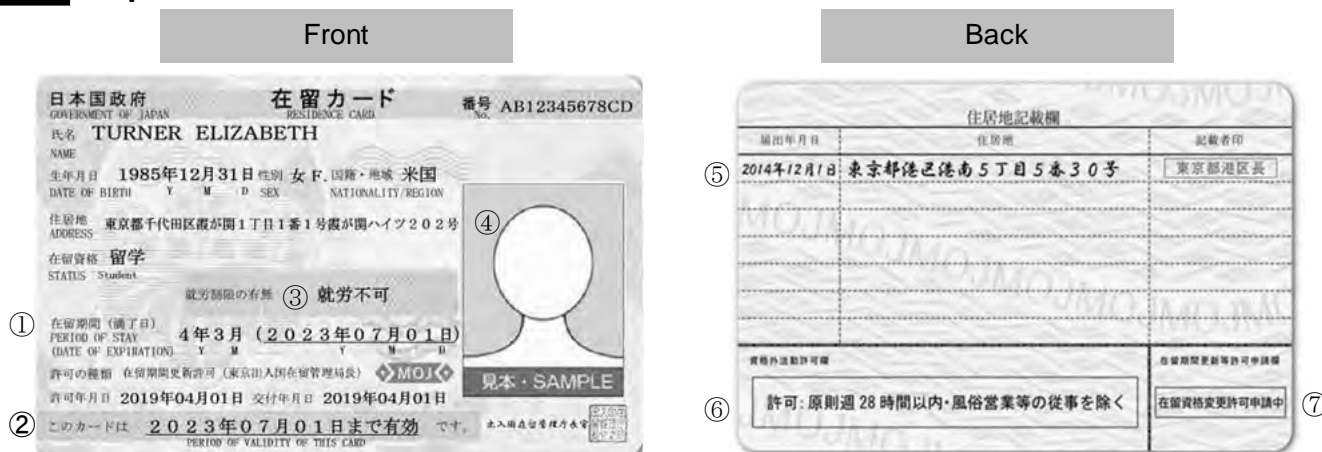 Front
日本国政府 在留カード 番号 AB12345678CD
GOVERNMENT OF JAPAN RESIDENCE CARD No.
氏名 TURNER ELIZABETH
NAME
生年月日 1985年12月31日 性別 女 F. 国籍・地域 米国
DATE OF BIRTH Y M D SEX NATIONALITY/REGION
住居地 東京都千代田区霞が関1丁目1番1号霞が関ハイツ202号
ADDRESS
④
在留資格 留学
STATUS Student
就労制限の有無 ③ 就労不可
① 在留期間(満了日)
PERIOD OF STAY 4年3月 (2023年07月01日)
(DATE OF EXPIRATION) Y M Y M D
許可の種類 在留期間更新許可(東京出入国在留管理局長) MOJ
見本・SAMPLE
許可年月日 2019年04月01日 交付年月日 2019年04月01日
② このカードは 2023年07月01日まで有効 です。 出入国在留管理庁長官
PERIOD OF VALIDITY OF THIS CARD
Back
住居地記載欄
届出年月日 住居地 記載者印
⑤ 2014年12月1日 東京都港区港南5丁目5番30号 東京都港区長
資格外活動許可欄 在留期間更新等許可申請欄
⑥ 許可:原則週28時間以内・風俗営業等の従事を除く 在留資格変更許可申請中 ⑦